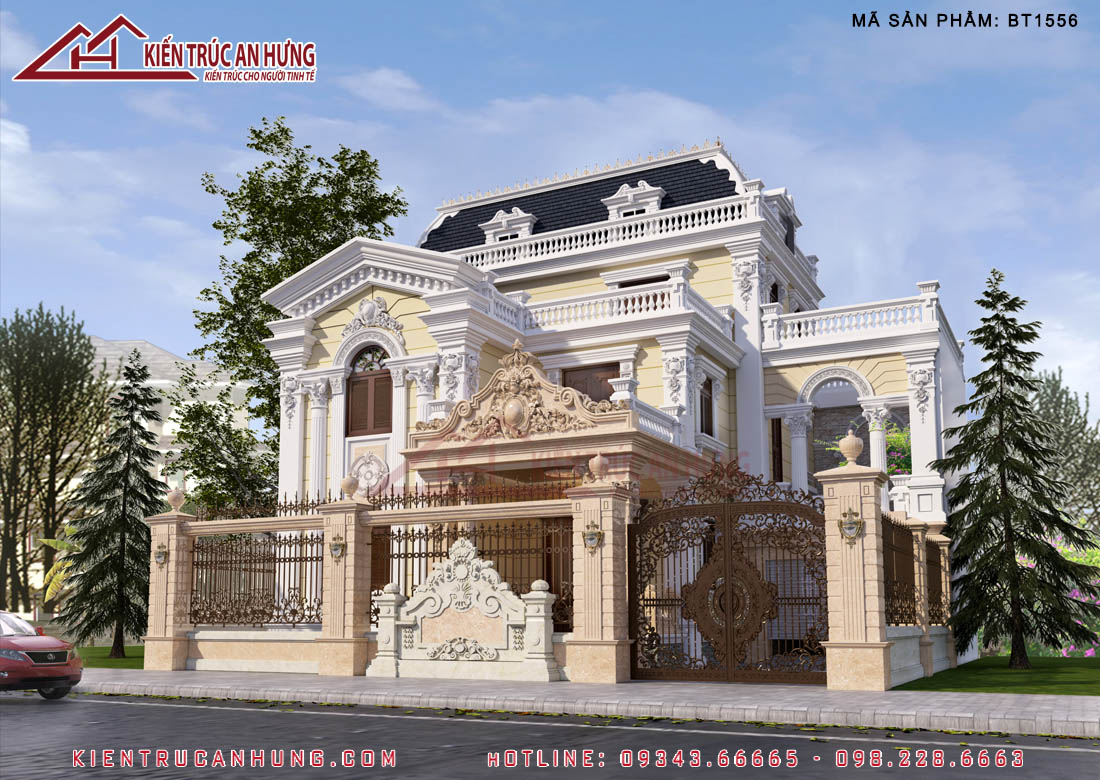 MÃ SẢN PHẨM: BT1556
KIẾN TRÚC AN HƯNG
KIẾN TRÚC CHO NGƯỜI TINH TẾ
KIENTRUCANHUNG.COM
HOTLINE: 09343.66665 - 098.228.6663